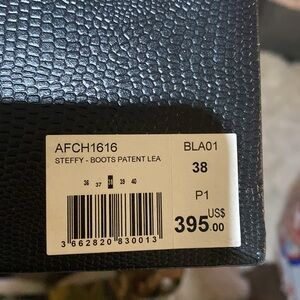 AFCH1616
STEFFY - BOOTS PATENT LEA
36 37 38 39 40
3 662820 830013
BLA01
38
P1
US$
395.00